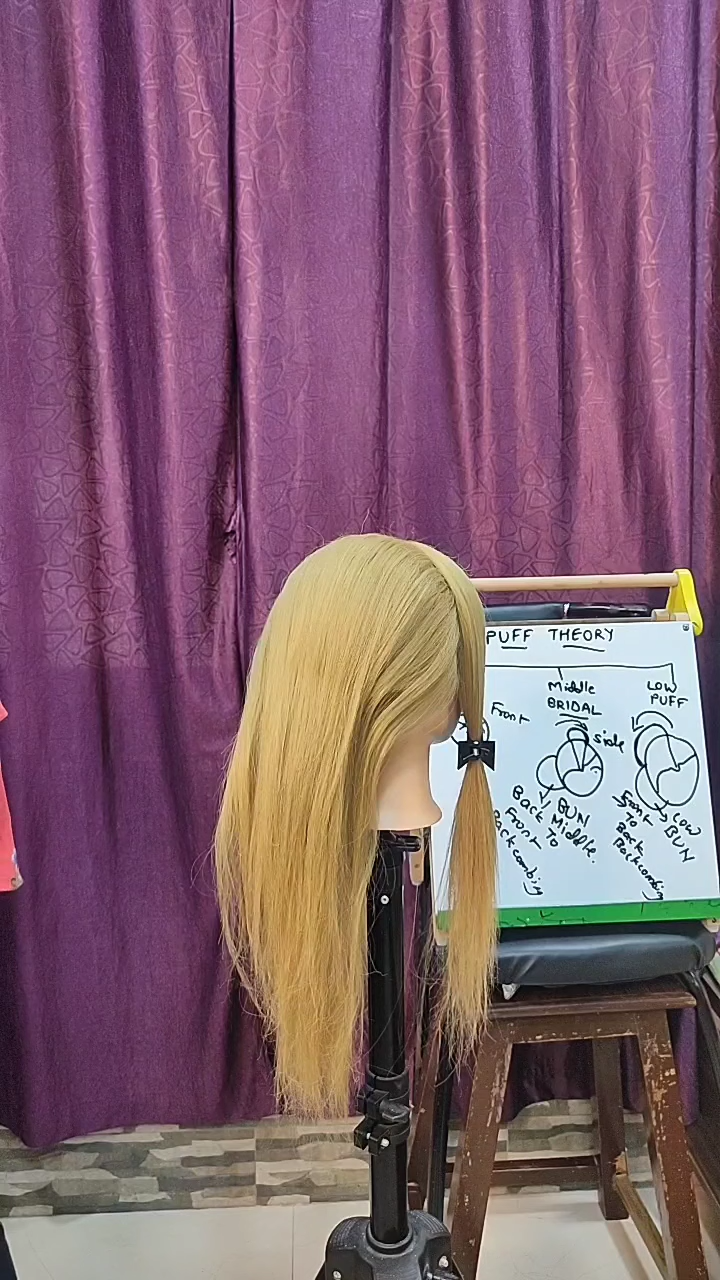 PUFF THEORY
Middle
BRIDAL
LOW
PUFF
Front
side
BUN
Back Middle.
Front To
Back combing
Front
To
Back
Backcombing
LOW
BUN